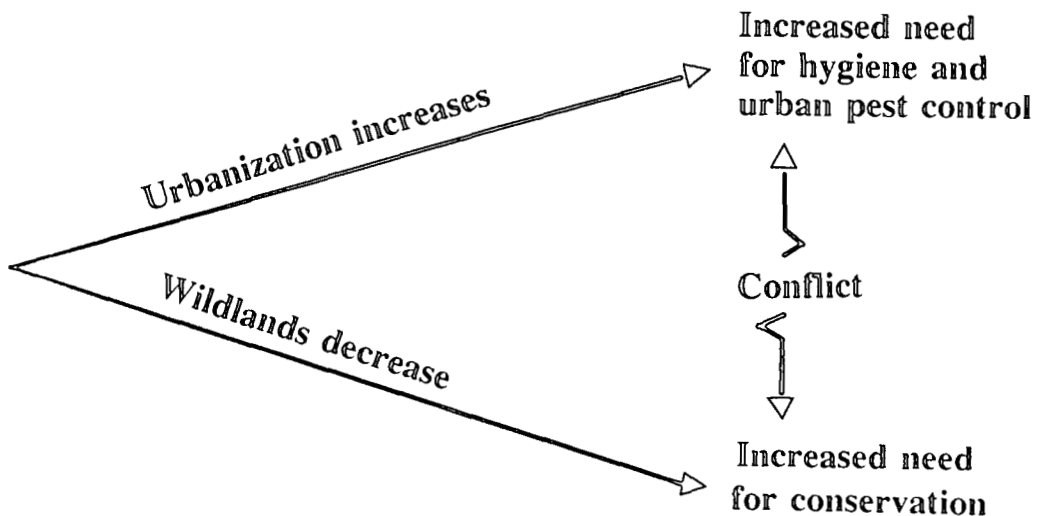 Increased need
for hygiene and
urban pest control
Urbanization increases
Conflict
Wildlands decrease
Increased need
for conservation